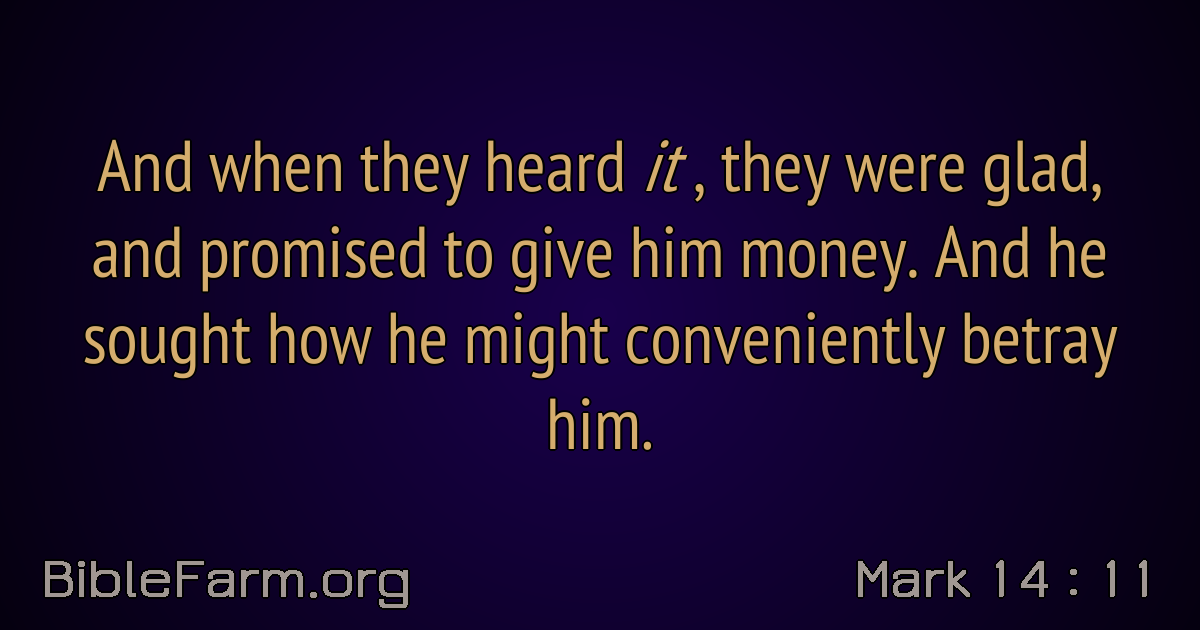 And when they heard it , they were glad,
and promised to give him money. And he
sought how he might conveniently betray
him.
BibleFarm.org
Mark 14 : 11